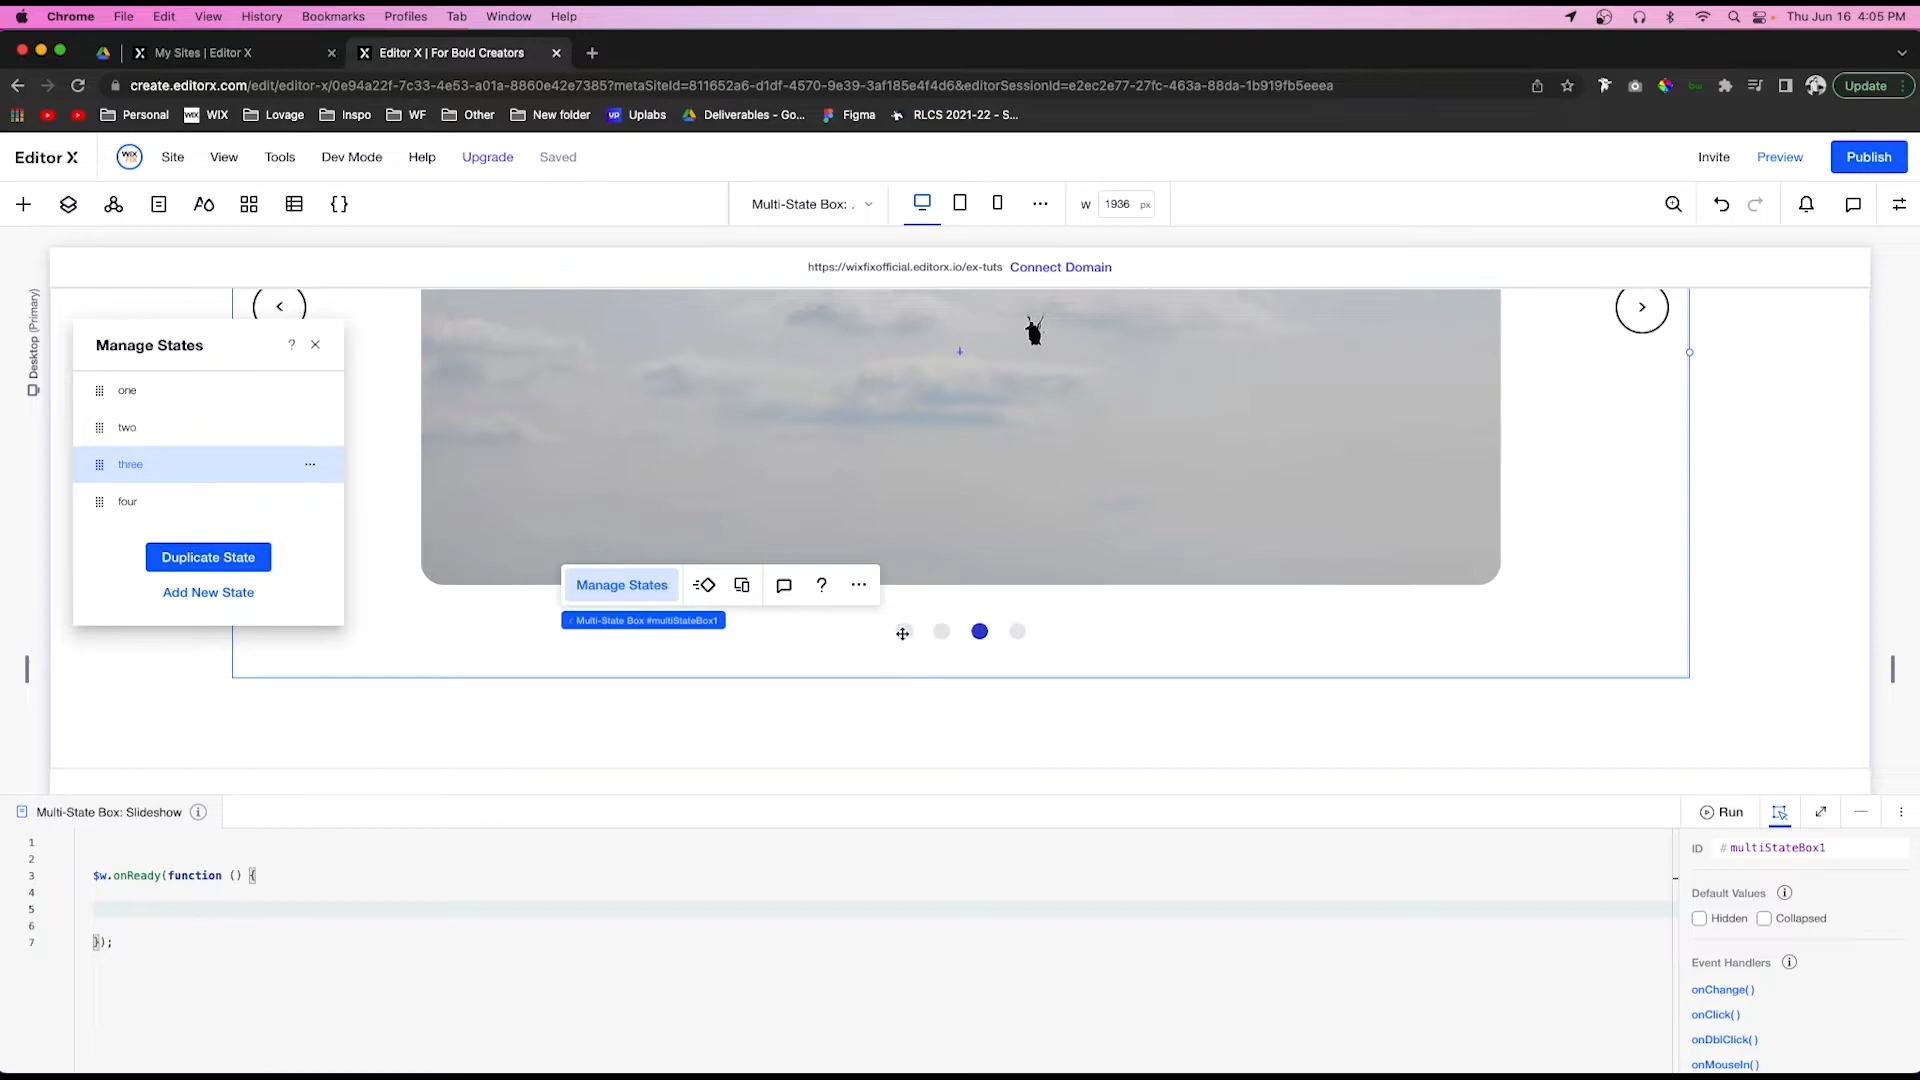 Chrome File Edit View History Bookmarks Profiles Tab Window Help Thu Jun 16 4:05 PM
My Sites | Editor X Editor X | For Bold Creators
create.editorx.com/edit/editor-x/0e94a22f-7c33-4e53-a01a-8860e42e7385?metaSiteId=811652a6-d1df-4570-9e39-3af185e4f4d6&editorSessionId=e2ec2e77-27fc-463a-88da-1b919fb5eeea Update
Personal WIX Lovage Inspo WF Other New folder Uplabs Deliverables - Go... Figma RLCS 2021-22 - S...
Editor X Site View Tools Dev Mode Help Upgrade Saved Invite Preview Publish
Multi-State Box: . W 1936 px
https://wixfixofficial.editorx.io/ex-tuts Connect Domain
Desktop (Primary)
Manage States ?
one
two
three
four
Duplicate State
Add New State
Manage States ?
Multi-State Box #multiStateBox1
Multi-State Box: Slideshow Run
1
2
3 $w.onReady(function () {
4
5
6
7 });
ID # multiStateBox1
Default Values
Hidden Collapsed
Event Handlers
onChange()
onClick()
onDblClick()
onMouseIn()